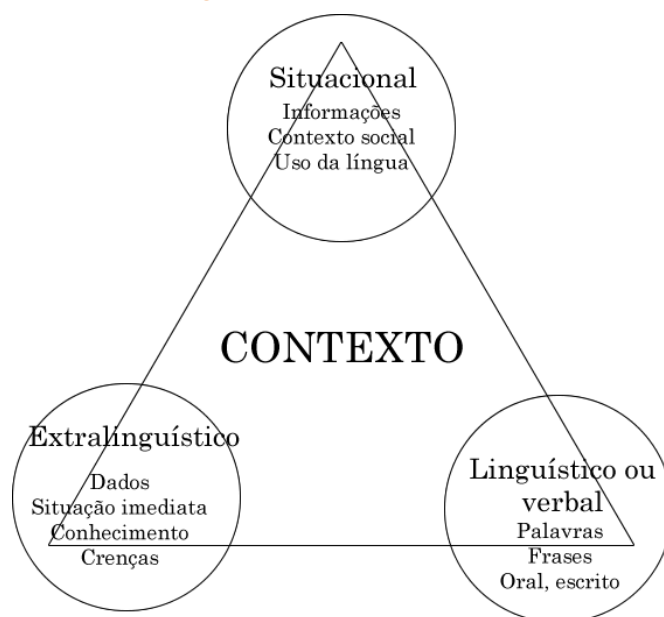 Situacional
Informações
Contexto social
Uso da língua
CONTEXTO
Extralinguístico
Dados
Situação imediata
Conhecimento
Crenças
Linguístico ou
verbal
Palavras
Frases
Oral, escrito